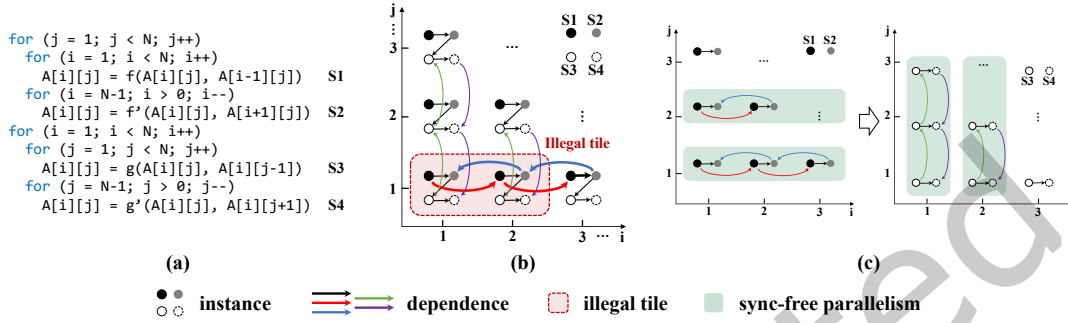 for (j = 1; j < N; j++)
for (i = 1; i < N; i++)
A[i][j] = f(A[i][j], A[i-1][j]) S1
for (i = N-1; i > 0; i--)
A[i][j] = f'(A[i][j], A[i+1][j]) S2
for (i = 1; i < N; i++)
for (j = 1; j < N; j++)
A[i][j] = g(A[i][j], A[i][j-1]) S3
for (j = N-1; j > 0; j--)
A[i][j] = g'(A[i][j], A[i][j+1]) S4
(a)
j
...
3
2
1
S1 S2
S3 S4
...
...
Illegal tile
1 2 3 ... i
(b)
j
3
2
1
S1 S2
...
...
1 2 3 i
j
3
2
1
...
S3 S4
...
1 2 3 i
(c)
instance
dependence
illegal tile
sync-free parallelism